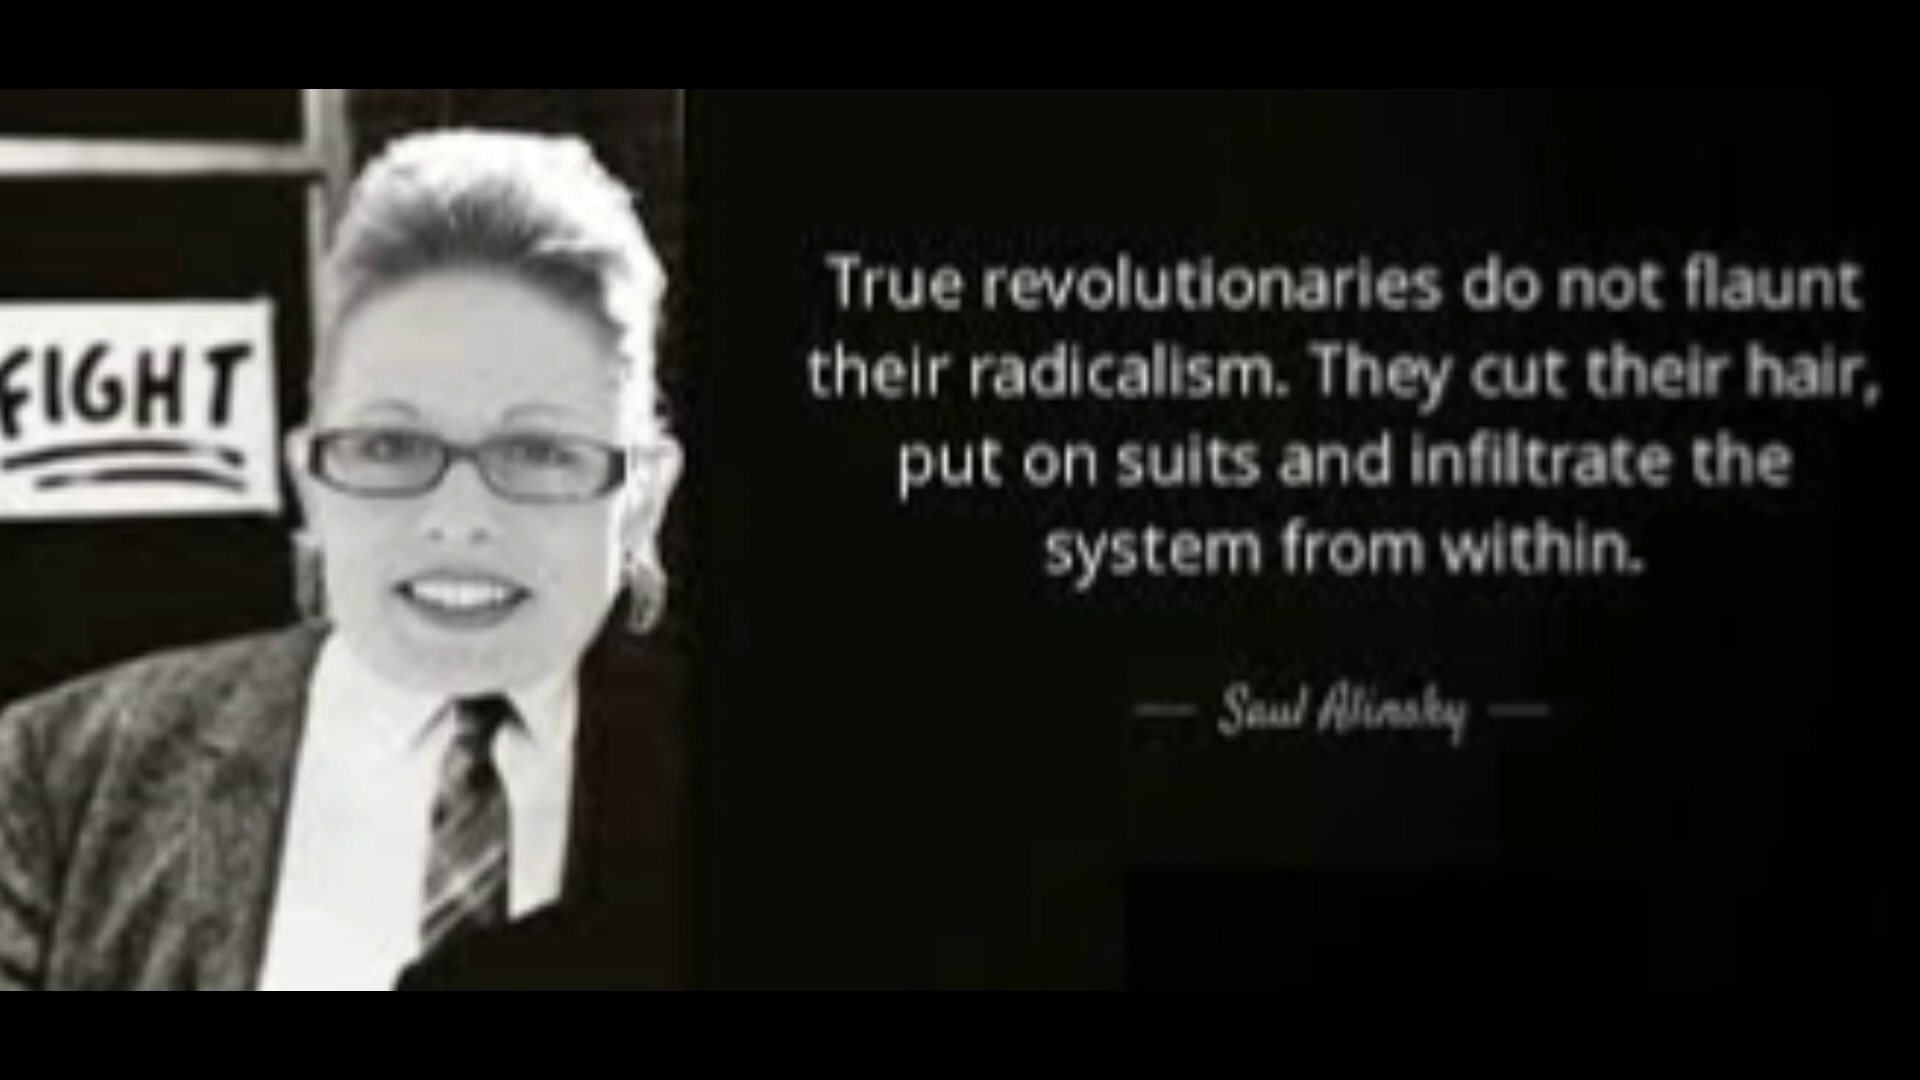 FIGHT
True revolutionaries do not flaunt
their radicalism. They cut their hair,
put on suits and infiltrate the
system from within.
— Saul Alinsky —